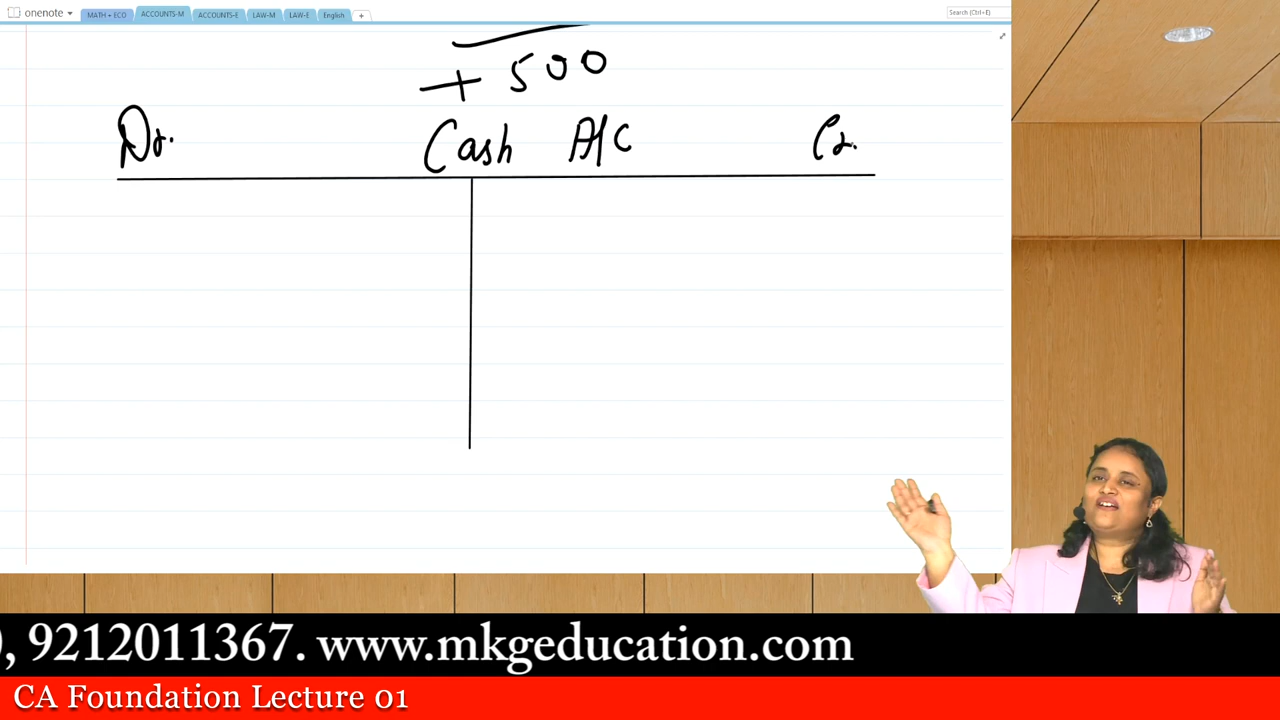 onenote MATH + ECO ACCOUNTS-M ACCOUNTS-E LAW-M LAW-E English + Search (Ctrl+E)
+ 500
Dr. Cash A/C Cr.
), 9212011367. www.mkgeducation.com
CA Foundation Lecture 01